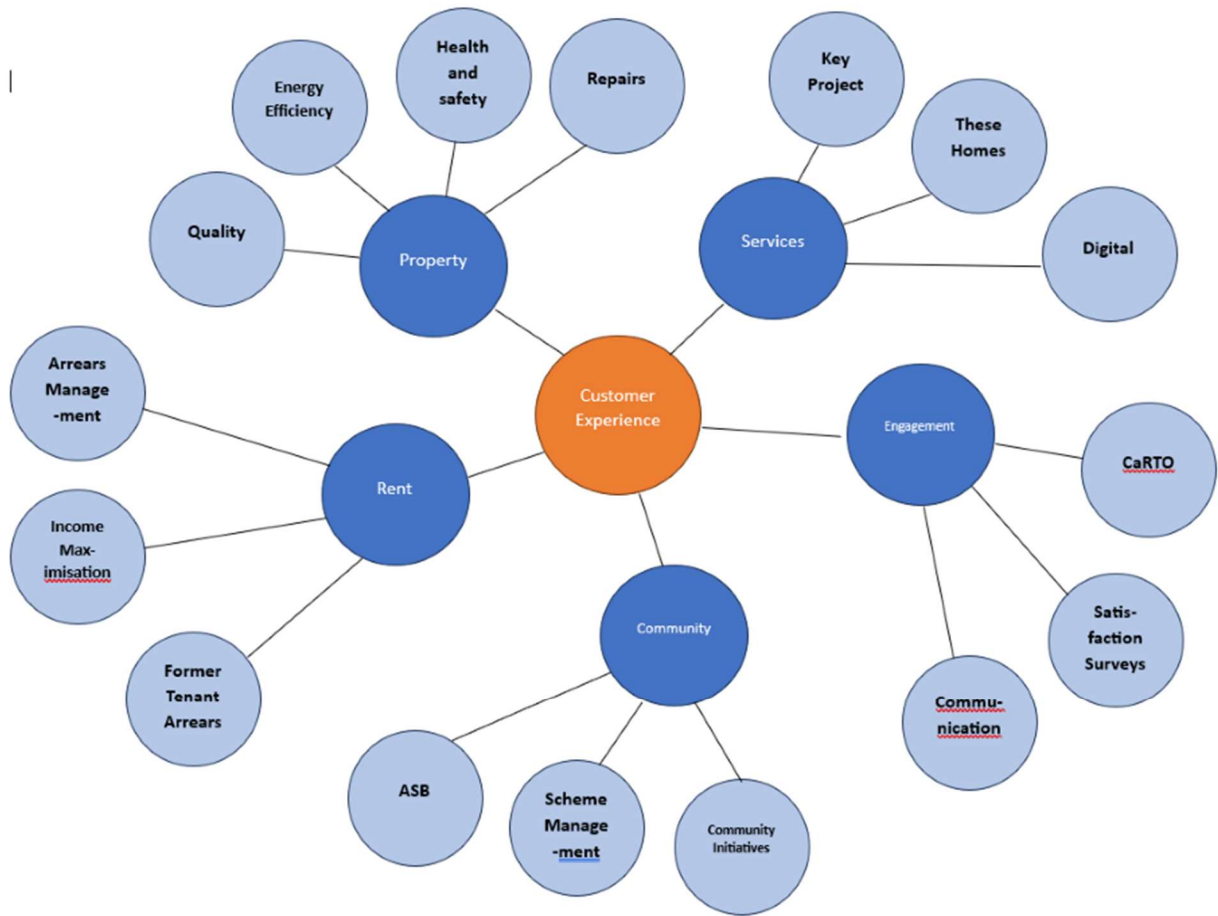 Health
and
safety
Energy
Efficiency
Repairs
Quality
Property
Key
Project
These
Homes
Digital
Services
Customer
Experience
Arrears
Manage
-ment
Income
Max-
imisation
Former
Tenant
Arrears
Rent
Engagement
CaRTO
Satis-
faction
Surveys
Commu-
nication
Community
ASB
Scheme
Manage
-ment
Community
Initiatives